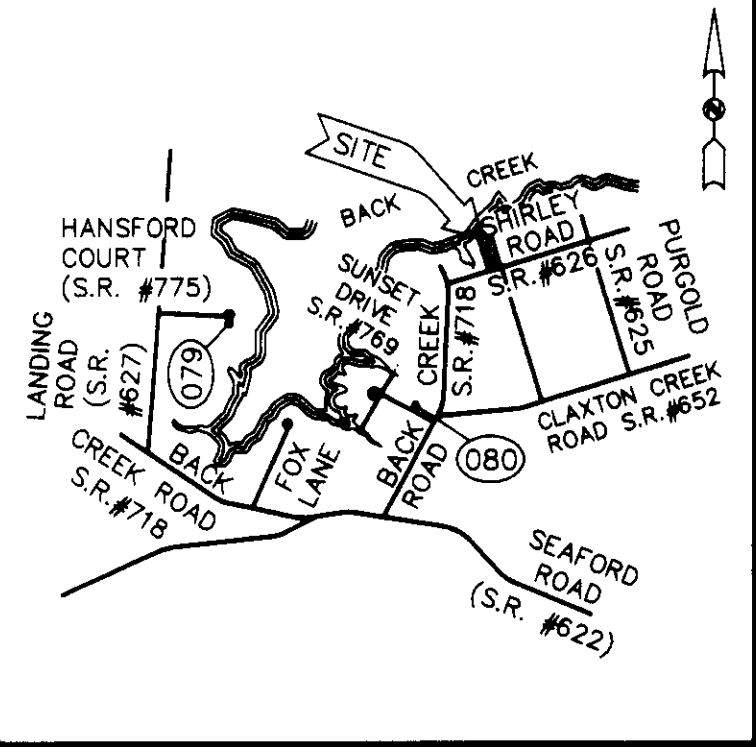 SITE
CREEK
BACK
SHIRLEY
ROAD
S.R. #626
HANSFORD
COURT
(S.R. #775)
SUNSET
DRIVE
S.R. #769
PURGOLD
ROAD
S.R. #625
LANDING
ROAD
(S.R.
#627)
079
CREEK
S.R. #718
CLAXTON CREEK
ROAD S.R. #652
BACK
CREEK ROAD
S.R. #718
FOX
LANE
BACK
ROAD
080
SEAFORD
ROAD
(S.R. #622)
N